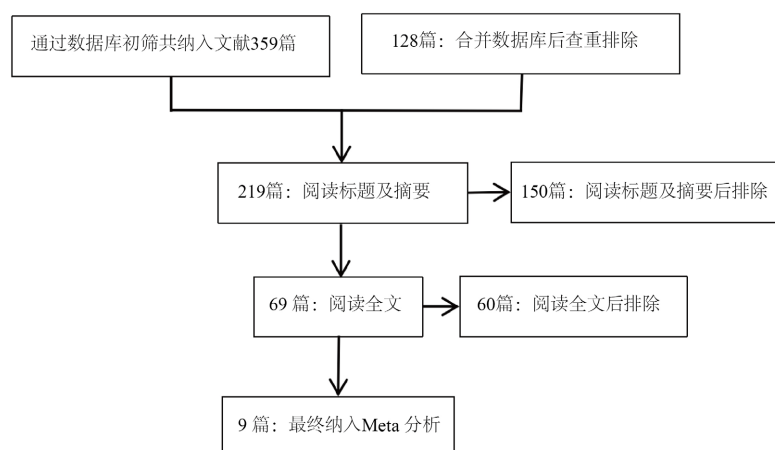 通过数据库初筛共纳入文献359篇
128篇：合并数据库后查重排除
219篇：阅读标题及摘要
150篇：阅读标题及摘要后排除
69 篇：阅读全文
60篇：阅读全文后排除
9 篇：最终纳入Meta 分析